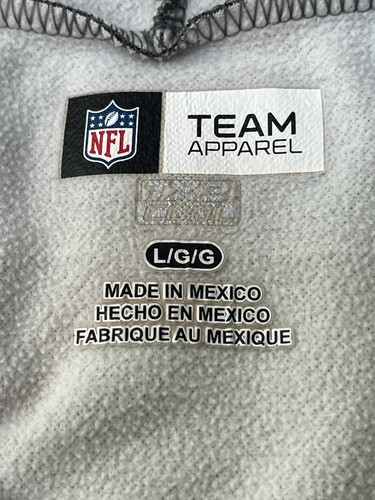 NFL
TEAM
APPAREL
L/G/G
MADE IN MEXICO
HECHO EN MEXICO
FABRIQUE AU MEXIQUE